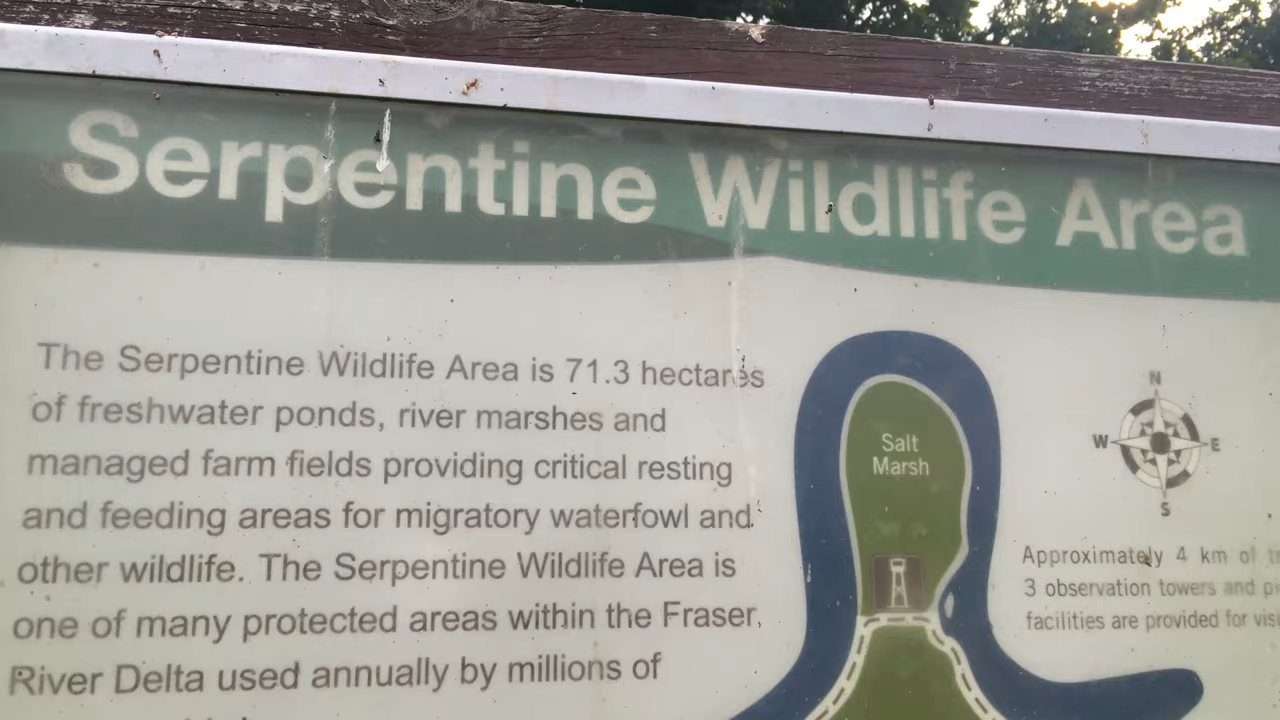 Serpentine Wildlife Area
The Serpentine Wildlife Area is 71.3 hectares
of freshwater ponds, river marshes and
managed farm fields providing critical resting
and feeding areas for migratory waterfowl and
other wildlife. The Serpentine Wildlife Area is
one of many protected areas within the Fraser
River Delta used annually by millions of
Salt
Marsh
N
W
E
S
Approximately 4 km of
3 observation towers and
facilities are provided for